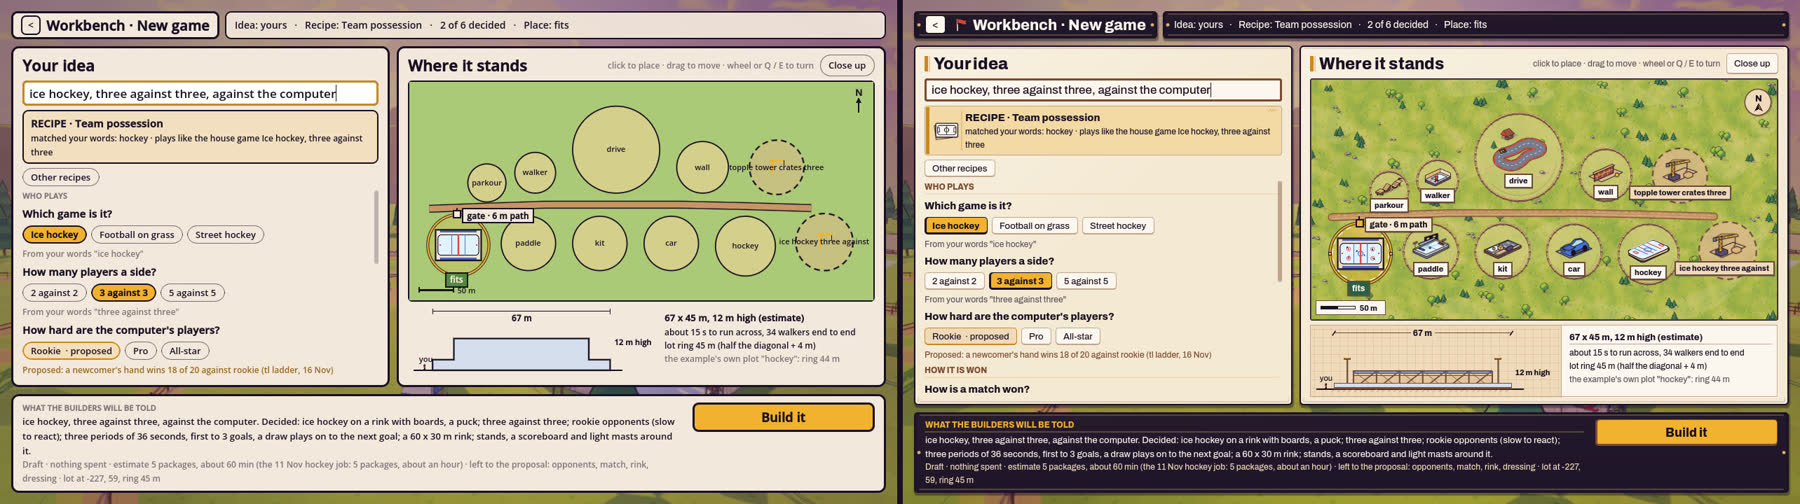 < Workbench · New game
Idea: yours · Recipe: Team possession · 2 of 6 decided · Place: fits
Your idea
ice hockey, three against three, against the computer
RECIPE · Team possession
matched your words: hockey · plays like the house game Ice hockey, three against
three
Other recipes
WHO PLAYS
Which game is it?
Ice hockey Football on grass Street hockey
From your words "ice hockey"
How many players a side?
2 against 2 3 against 3 5 against 5
From your words "three against three"
How hard are the computer's players?
Rookie · proposed Pro All-star
Proposed: a newcomer's hand wins 18 of 20 against rookie (tl ladder, 16 Nov)
Where it stands
click to place · drag to move · wheel or Q / E to turn
Close up
N
drive
wall
topple tower crates three
walker
parkour
gate · 6 m path
paddle
kit
car
hockey
ice hockey three against
fits
50 m
67 m
12 m high
you
67 x 45 m, 12 m high (estimate)
about 15 s to run across, 34 walkers end to end
lot ring 45 m (half the diagonal + 4 m)
the example's own plot "hockey": ring 44 m
WHAT THE BUILDERS WILL BE TOLD
ice hockey, three against three, against the computer. Decided: ice hockey on a rink with boards, a puck; three against three; rookie opponents (slow
to react); three periods of 36 seconds, first to 3 goals, a draw plays on to the next goal; a 60 x 30 m rink; stands, a scoreboard and light masts around
it.
Draft · nothing spent · estimate 5 packages, about 60 min (the 11 Nov hockey job: 5 packages, about an hour) · left to the proposal: opponents, match, rink,
dressing · lot at -227, 59, ring 45 m
Build it
< Workbench · New game
Idea: yours · Recipe: Team possession · 2 of 6 decided · Place: fits
Your idea
ice hockey, three against three, against the computer
RECIPE · Team possession
matched your words: hockey · plays like the house game Ice hockey, three against
three
Other recipes
WHO PLAYS
Which game is it?
Ice hockey Football on grass Street hockey
From your words "ice hockey"
How many players a side?
2 against 2 3 against 3 5 against 5
From your words "three against three"
How hard are the computer's players?
Rookie · proposed Pro All-star
Proposed: a newcomer's hand wins 18 of 20 against rookie (tl ladder, 16 Nov)
HOW IT IS WON
How is a match won?
Where it stands
click to place · drag to move · wheel or Q / E to turn
Close up
N
drive
wall
topple tower crates three
walker
parkour
gate · 6 m path
paddle
kit
car
hockey
ice hockey three against
fits
50 m
67 m
12 m high
you
67 x 45 m, 12 m high (estimate)
about 15 s to run across, 34 walkers end to end
lot ring 45 m (half the diagonal + 4 m)
the example's own plot "hockey": ring 44 m
WHAT THE BUILDERS WILL BE TOLD
ice hockey, three against three, against the computer. Decided: ice hockey on a rink with boards, a puck; three against three; rookie opponents (slow to react);
three periods of 36 seconds, first to 3 goals, a draw plays on to the next goal; a 60 x 30 m rink; stands, a scoreboard and light masts around it.
Draft · nothing spent · estimate 5 packages, about 60 min (the 11 Nov hockey job: 5 packages, about an hour) · left to the proposal: opponents, match, rink, dressing · lot at -227,
59, ring 45 m
Build it